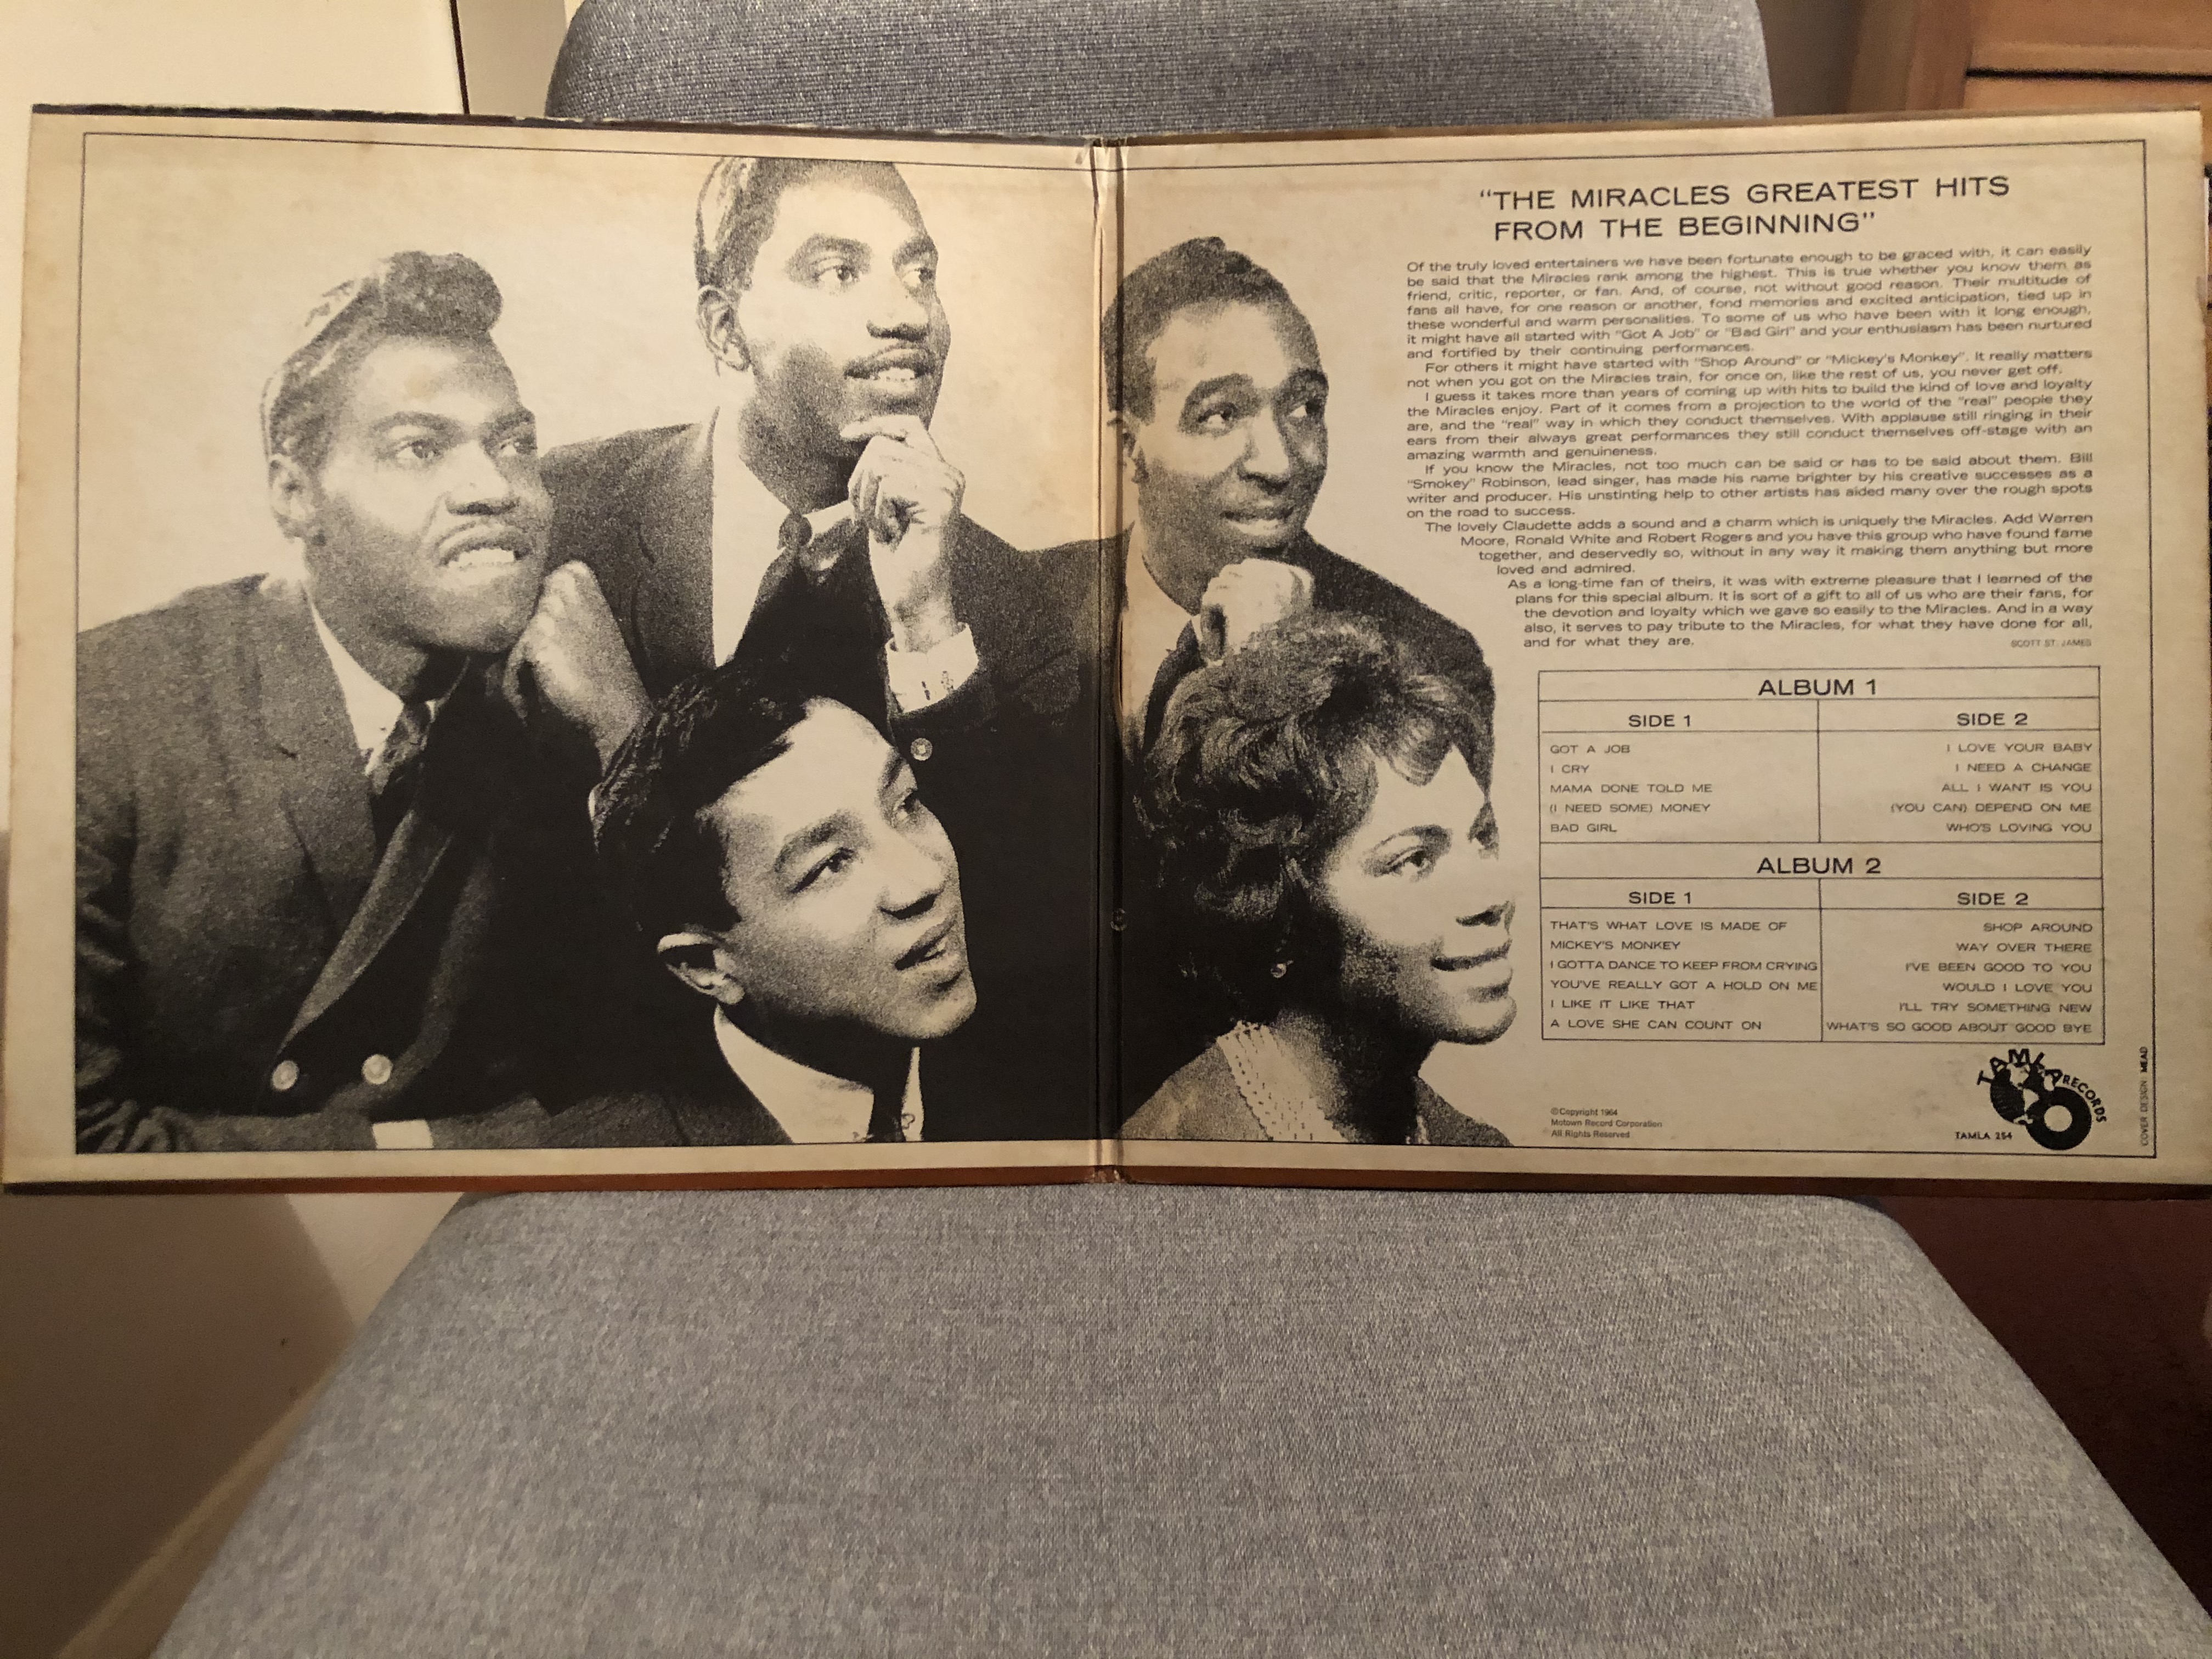 "THE MIRACLES GREATEST HITS
FROM THE BEGINNING"
Of the truly loved entertainers we have been fortunate enough to be graced with, it can easily
be said that the Miracles rank among the highest. This is true whether you know them as
friend, critic, reporter, or fan. And, of course, not without good reason. Their multitude of
fans all have, for one reason or another, fond memories and excited anticipation, tied up in
these wonderful and warm personalities. To some of us who have been with it long enough,
it might have all started with "Got A Job" or "Bad Girl" and your enthusiasm has been nurtured
and fortified by their continuing performances.
For others it might have started with "Shop Around" or "Mickey's Monkey". It really matters
not when you got on the Miracles train, for once on, like the rest of us, you never get off.
I guess it takes more than years of coming up with hits to build the kind of love and loyalty
the Miracles enjoy. Part of it comes from a projection to the world of the "real" people they
are, and the "real" way in which they conduct themselves. With applause still ringing in their
ears from their always great performances they still conduct themselves off-stage with an
amazing warmth and genuineness.
If you know the Miracles, not too much can be said or has to be said about them. Bill
"Smokey" Robinson, lead singer, has made his name brighter by his creative successes as a
writer and producer. His unstinting help to other artists has aided many over the rough spots
on the road to success.
The lovely Claudette adds a sound and a charm which is uniquely the Miracles. Add Warren
Moore, Ronald White and Robert Rogers and you have this group who have found fame
together, and deservedly so, without in any way it making them anything but more
loved and admired.
As a long-time fan of theirs, it was with extreme pleasure that I learned of the
plans for this special album. It is sort of a gift to all of us who are their fans, for
the devotion and loyalty which we gave so easily to the Miracles. And in a way
also, it serves to pay tribute to the Miracles, for what they have done for all,
and for what they are.
SCOTT ST. JAMES
ALBUM 1
SIDE 1
GOT A JOB
I CRY
MAMA DONE TOLD ME
(I NEED SOME) MONEY
BAD GIRL
SIDE 2
I LOVE YOUR BABY
I NEED A CHANGE
ALL I WANT IS YOU
(YOU CAN) DEPEND ON ME
WHO'S LOVING YOU
ALBUM 2
SIDE 1
THAT'S WHAT LOVE IS MADE OF
MICKEY'S MONKEY
I GOTTA DANCE TO KEEP FROM CRYING
YOU'VE REALLY GOT A HOLD ON ME
I LIKE IT LIKE THAT
A LOVE SHE CAN COUNT ON
SIDE 2
SHOP AROUND
WAY OVER THERE
I'VE BEEN GOOD TO YOU
WOULD I LOVE YOU
I'LL TRY SOMETHING NEW
WHAT'S SO GOOD ABOUT GOOD BYE
©Copyright 1964
Motown Record Corporation
All Rights Reserved
TAMLA RECORDS
TAMLA 254
COVER DESIGN: MEAD